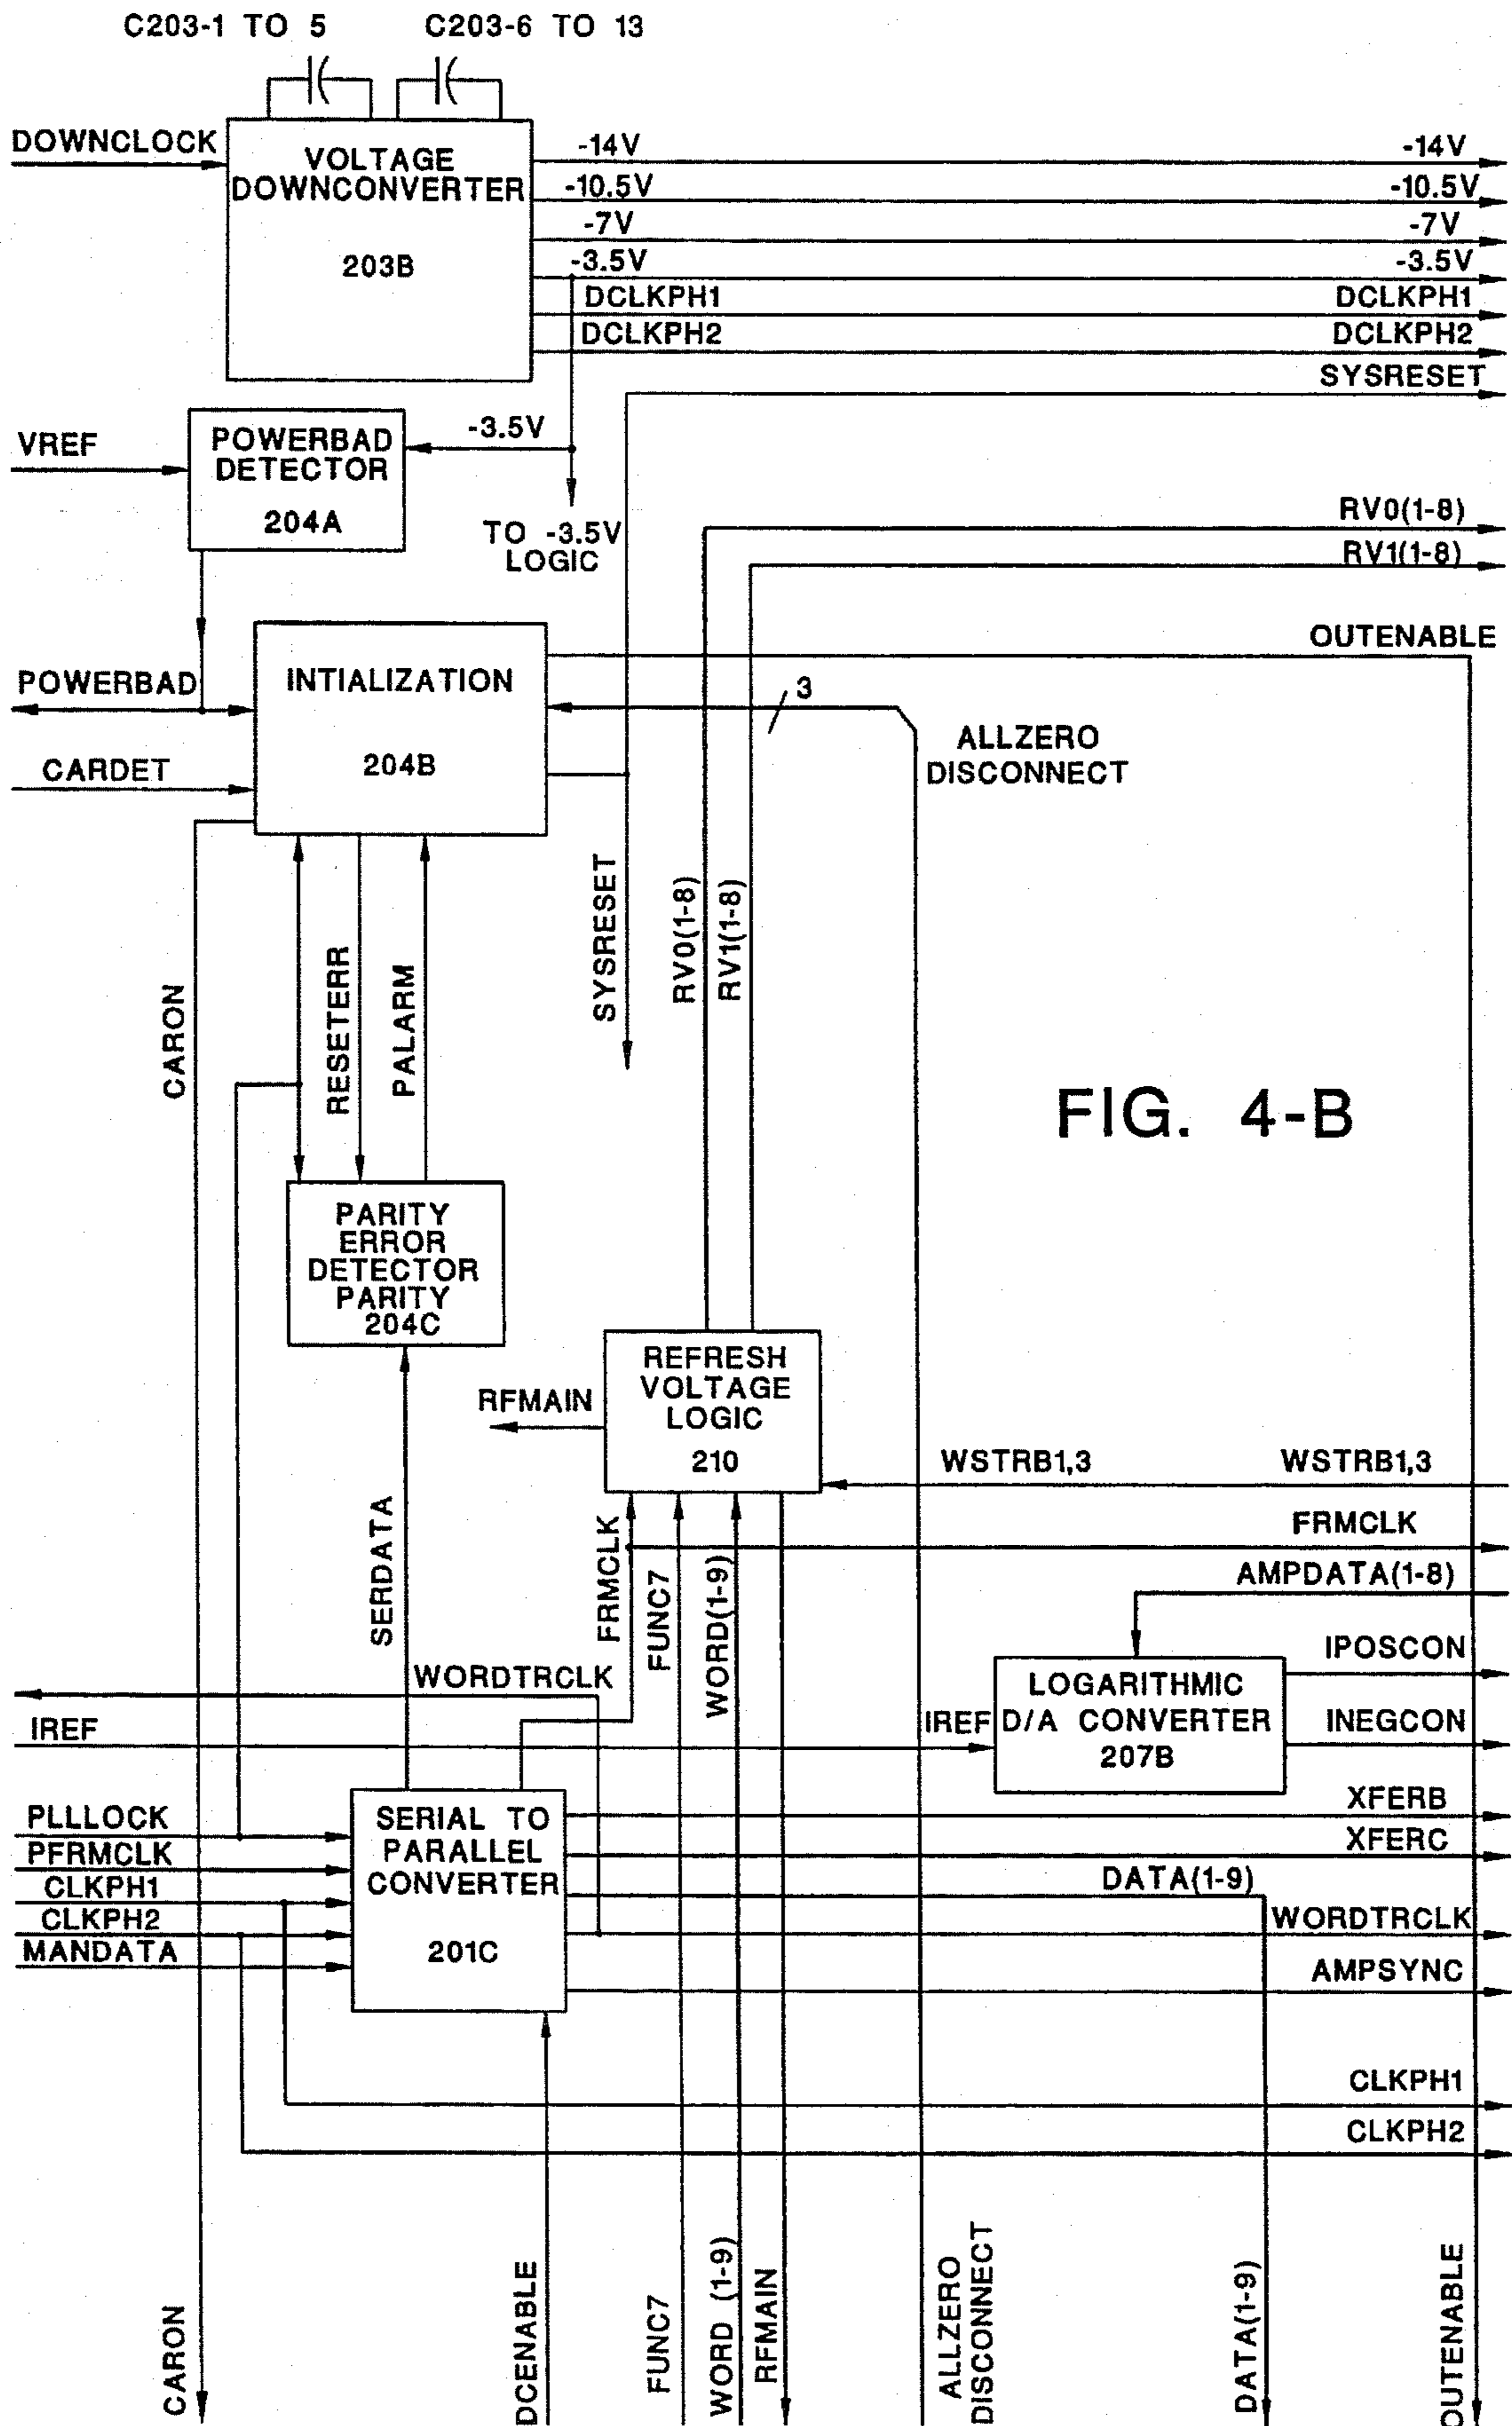 C203-1 TO 5
C203-6 TO 13
DOWNCLOCK
VOLTAGE
DOWNCONVERTER
203B
-14V
-14V
-10.5V
-10.5V
-7V
-7V
-3.5V
-3.5V
DCLKPH1
DCLKPH1
DCLKPH2
DCLKPH2
SYSRESET
VREF
POWERBAD
DETECTOR
204A
-3.5V
TO -3.5V
LOGIC
RV0(1-8)
RV1(1-8)
OUTENABLE
POWERBAD
INTIALIZATION
204B
3
ALLZERO
DISCONNECT
CARDET
CARON
RESETERR
PALARM
SYSRESET
RV0(1-8)
RV1(1-8)
FIG. 4-B
PARITY
ERROR
DETECTOR
PARITY
204C
REFRESH
VOLTAGE
LOGIC
210
RFMAIN
WSTRB1,3
WSTRB1,3
SERDATA
FRMCLK
FUNC7
WORD(1-9)
FRMCLK
AMPDATA(1-8)
WORDTRCLK
IREF
IREF
LOGARITHMIC
D/A CONVERTER
207B
IPOSCON
INEGCON
PLLLOCK
PFRMCLK
CLKPH1
CLKPH2
MANDATA
SERIAL TO
PARALLEL
CONVERTER
201C
XFERB
XFERC
DATA(1-9)
WORDTRCLK
AMPSYNC
CLKPH1
CLKPH2
CARON
DCENABLE
FUNC7
WORD (1-9)
RFMAIN
ALLZERO
DISCONNECT
DATA(1-9)
OUTENABLE